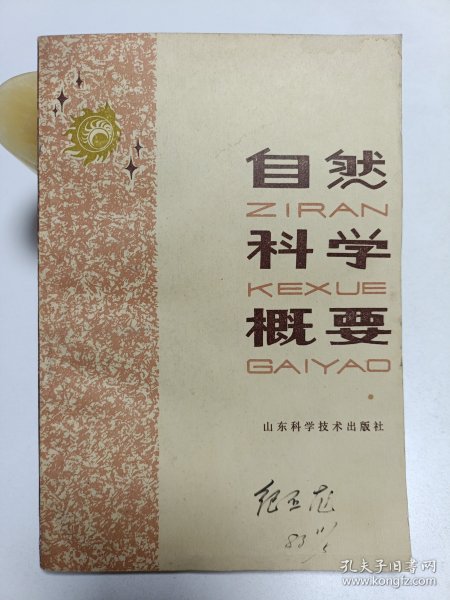 自然
ZIRAN
科学
KEXUE
概要
GAIYAO
山东科学技术出版社
孔夫子旧书网
www.kongfz.com